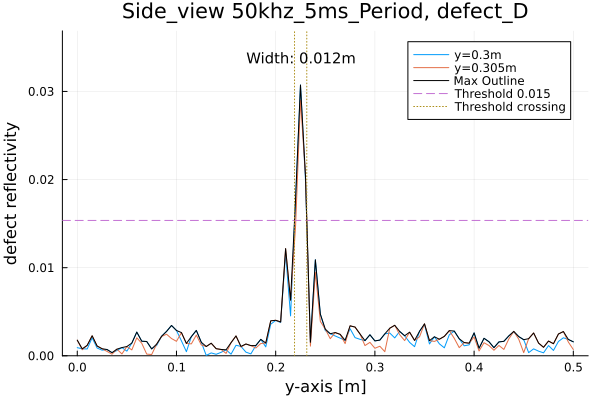 Side_view 50khz_5ms_Period, defect_D
Width: 0.012m
y=0.3m
y=0.305m
Max Outline
Threshold 0.015
Threshold crossing
defect reflectivity
0.03
0.02
0.01
0.00
0.0 0.1 0.2 0.3 0.4 0.5
y-axis [m]